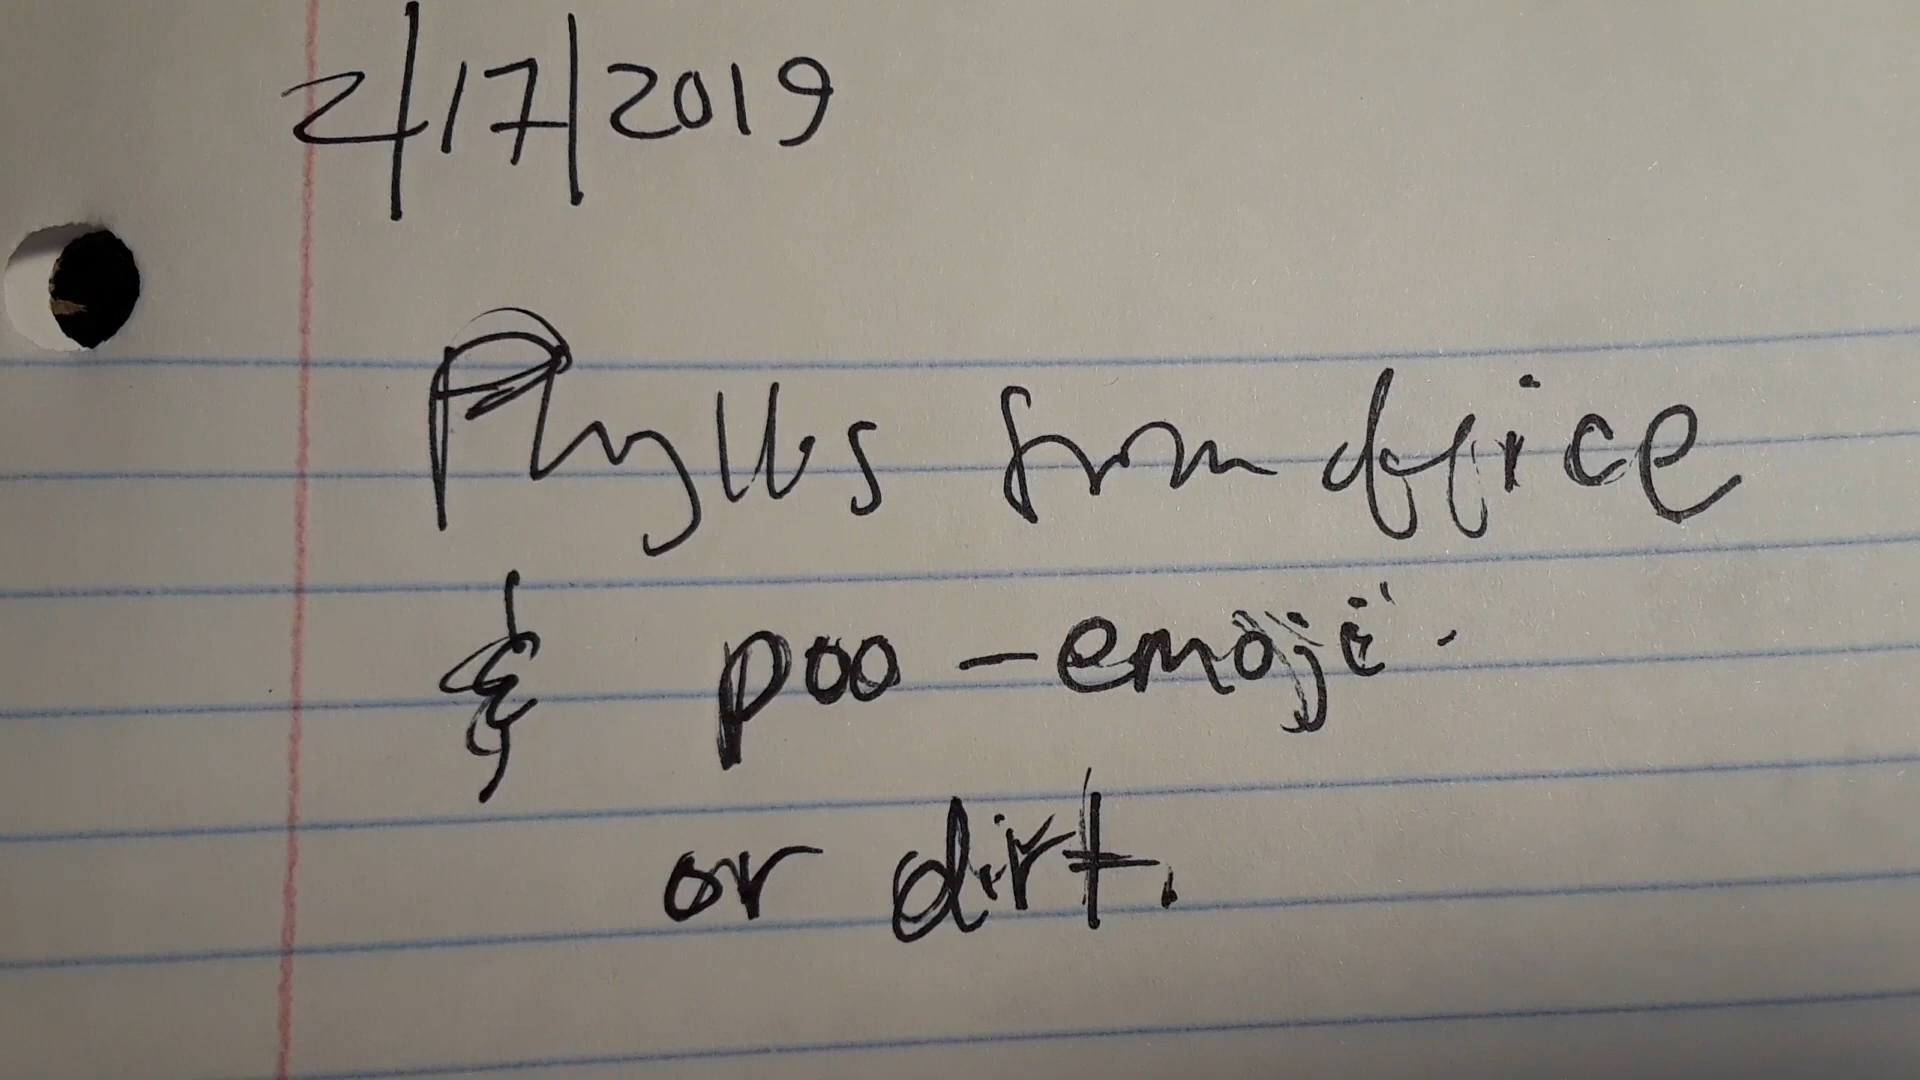 2/17/2019
Phyllis from office
& poo-emoji.
or dirt.